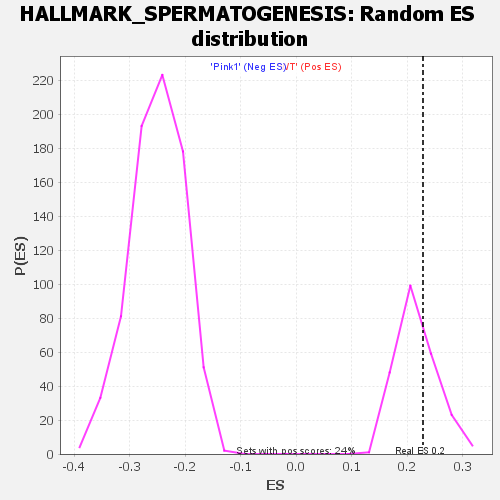 HALLMARK_SPERMATOGENESIS: Random ES
distribution
'Pink1' (Neg ES) (Pos ES)
P(ES)
220
200
180
160
140
120
100
80
60
40
20
0
Sets with pos scores: 24%
Real ES 0.2
-0.4 -0.3 -0.2 -0.1 0.0 0.1 0.2 0.3
ES